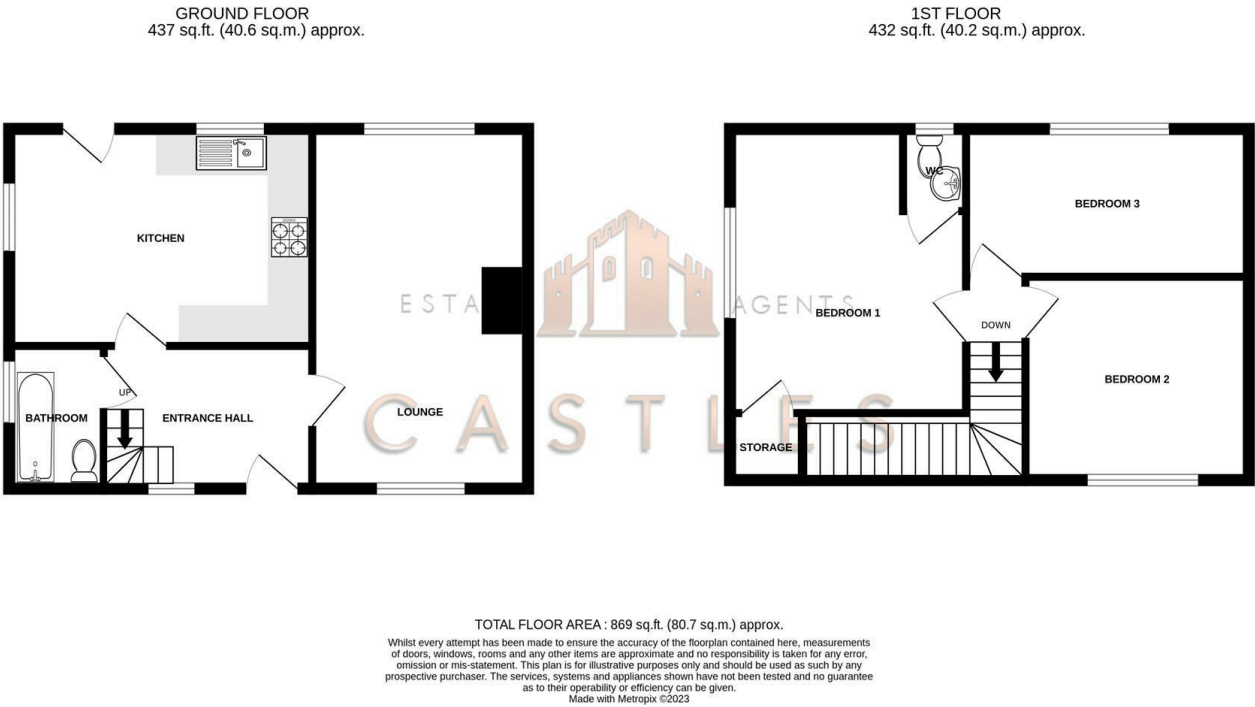 GROUND FLOOR
437 sq.ft. (40.6 sq.m.) approx.
1ST FLOOR
432 sq.ft. (40.2 sq.m.) approx.
WC
BEDROOM 3
KITCHEN
ESTA
AGENTS
BEDROOM 1
DOWN
BEDROOM 2
UP
BATHROOM
ENTRANCE HALL
LOUNGE
CASTLES
STORAGE
TOTAL FLOOR AREA : 869 sq.ft. (80.7 sq.m.) approx.
Whilst every attempt has been made to ensure the accuracy of the floorplan contained here, measurements
of doors, windows, rooms and any other items are approximate and no responsibility is taken for any error,
omission or mis-statement. This plan is for illustrative purposes only and should be used as such by any
prospective purchaser. The services, systems and appliances shown have not been tested and no guarantee
as to their operability or efficiency can be given.
Made with Metropix ©2023